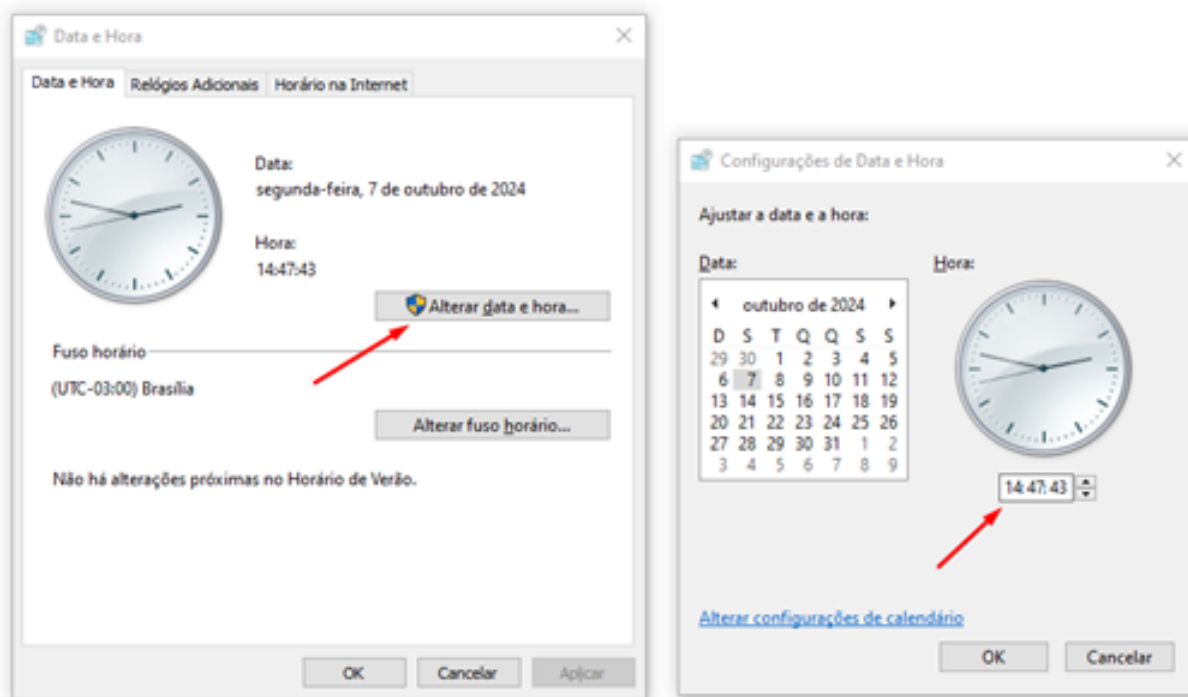 Data e Hora
Data e Hora Relógios Adicionais Horário na Internet
Data:
segunda-feira, 7 de outubro de 2024
Hora:
14:47:43
Alterar data e hora...
Fuso horário
(UTC-03:00) Brasília
Alterar fuso horário...
Não há alterações próximas no Horário de Verão.
OK Cancelar Aplicar
Configurações de Data e Hora
Ajustar a data e a hora:
Data:
outubro de 2024
D S T Q Q S S
29 30 1 2 3 4 5
6 7 8 9 10 11 12
13 14 15 16 17 18 19
20 21 22 23 24 25 26
27 28 29 30 31 1 2
3 4 5 6 7 8 9
Hora:
14:47:43
Alterar configurações de calendário
OK Cancelar